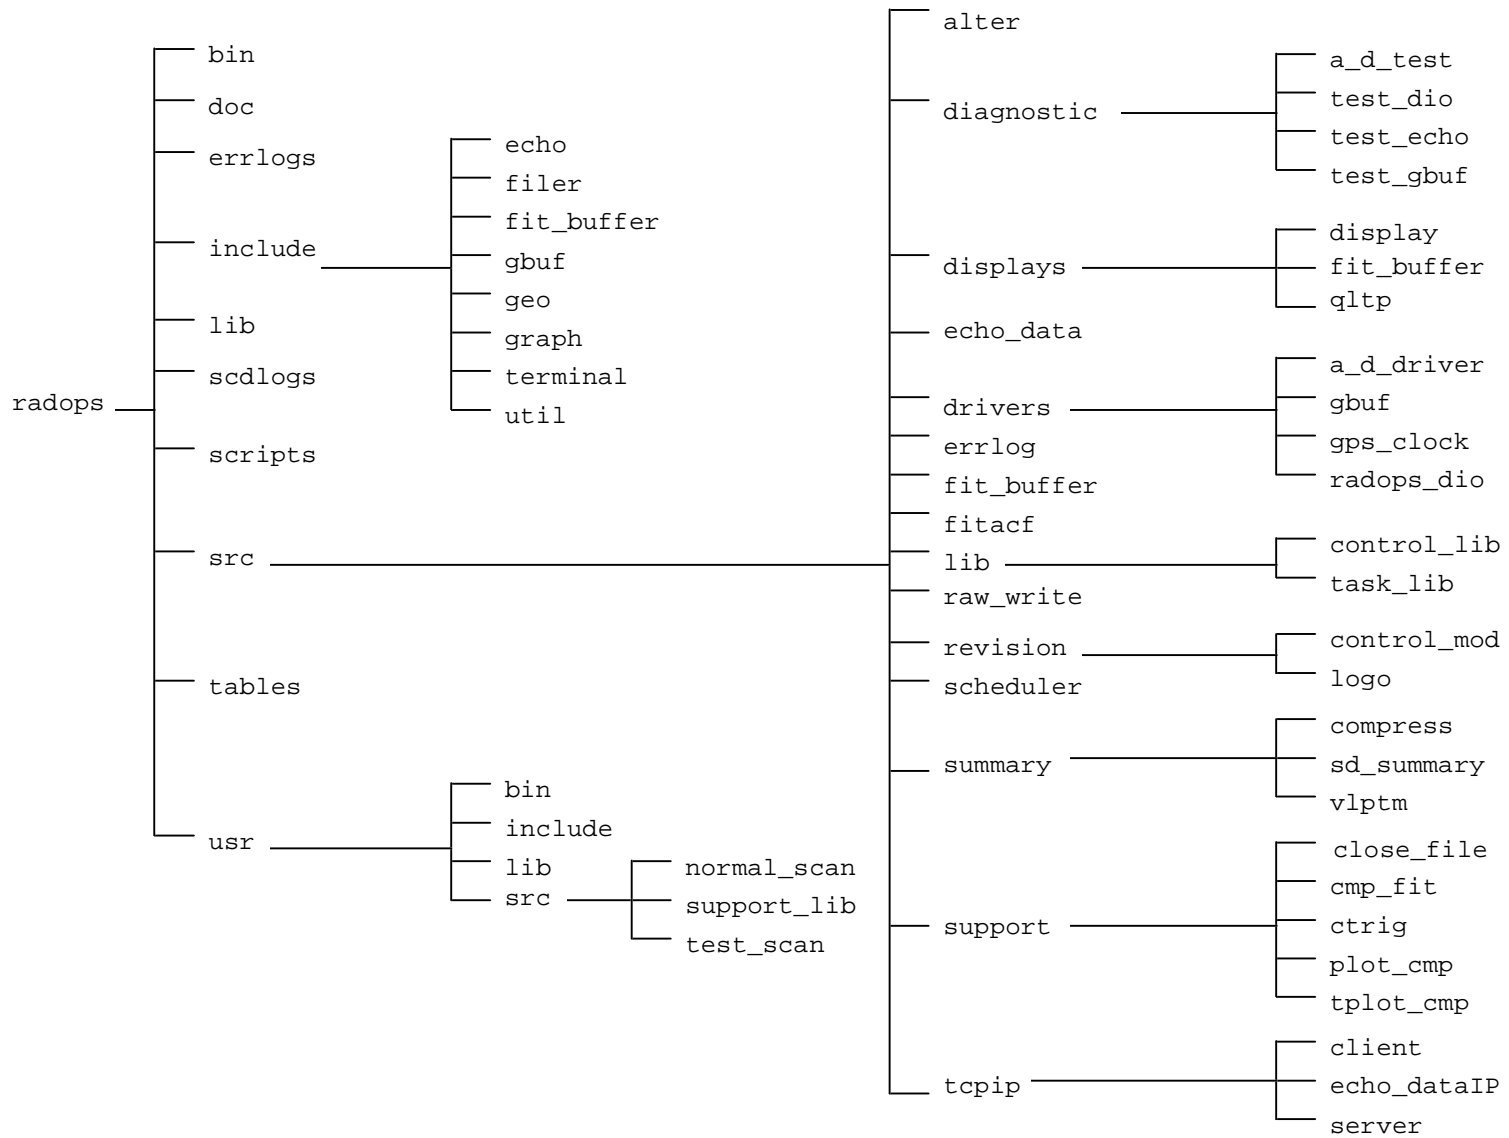 radops
bin
doc
errlogs
include
echo
filer
fit_buffer
gbuf
geo
graph
terminal
util
lib
scdlogs
scripts
src
alter
diagnostic
a_d_test
test_dio
test_echo
test_gbuf
displays
display
fit_buffer
qltp
echo_data
drivers
a_d_driver
gbuf
gps_clock
radops_dio
errlog
fit_buffer
fitacf
lib
control_lib
task_lib
raw_write
revision
control_mod
logo
scheduler
summary
compress
sd_summary
vlptm
support
close_file
cmp_fit
ctrig
plot_cmp
tplot_cmp
tcpip
client
echo_dataIP
server
tables
usr
bin
include
lib
src
normal_scan
support_lib
test_scan